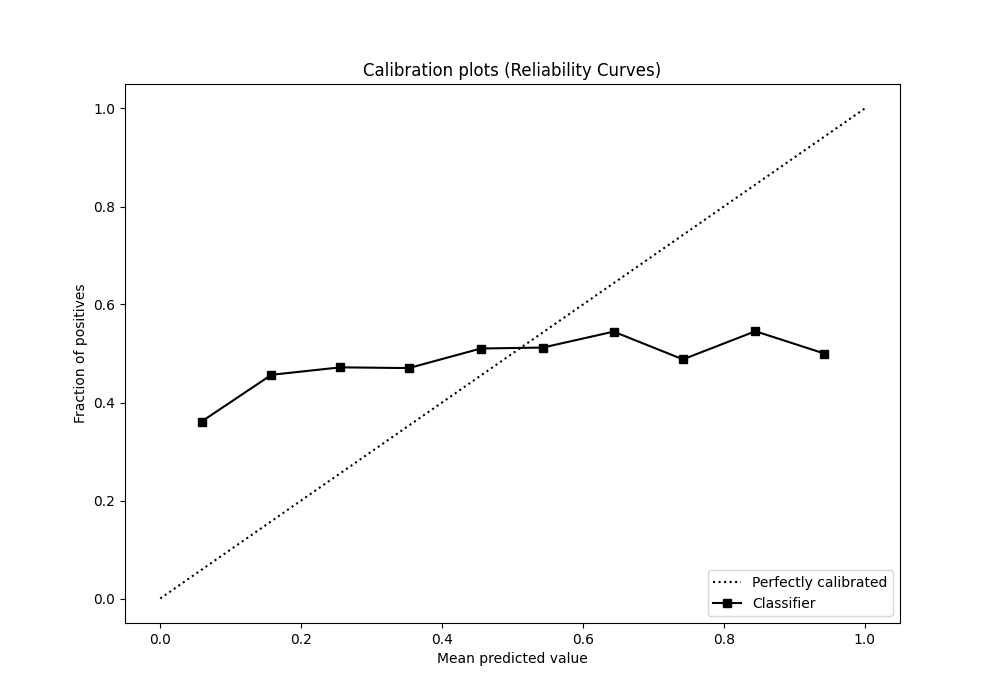 Calibration plots (Reliability Curves)
Fraction of positives
1.0
0.8
0.6
0.4
0.2
0.0
0.0 0.2 0.4 0.6 0.8 1.0
Mean predicted value
Perfectly calibrated
Classifier